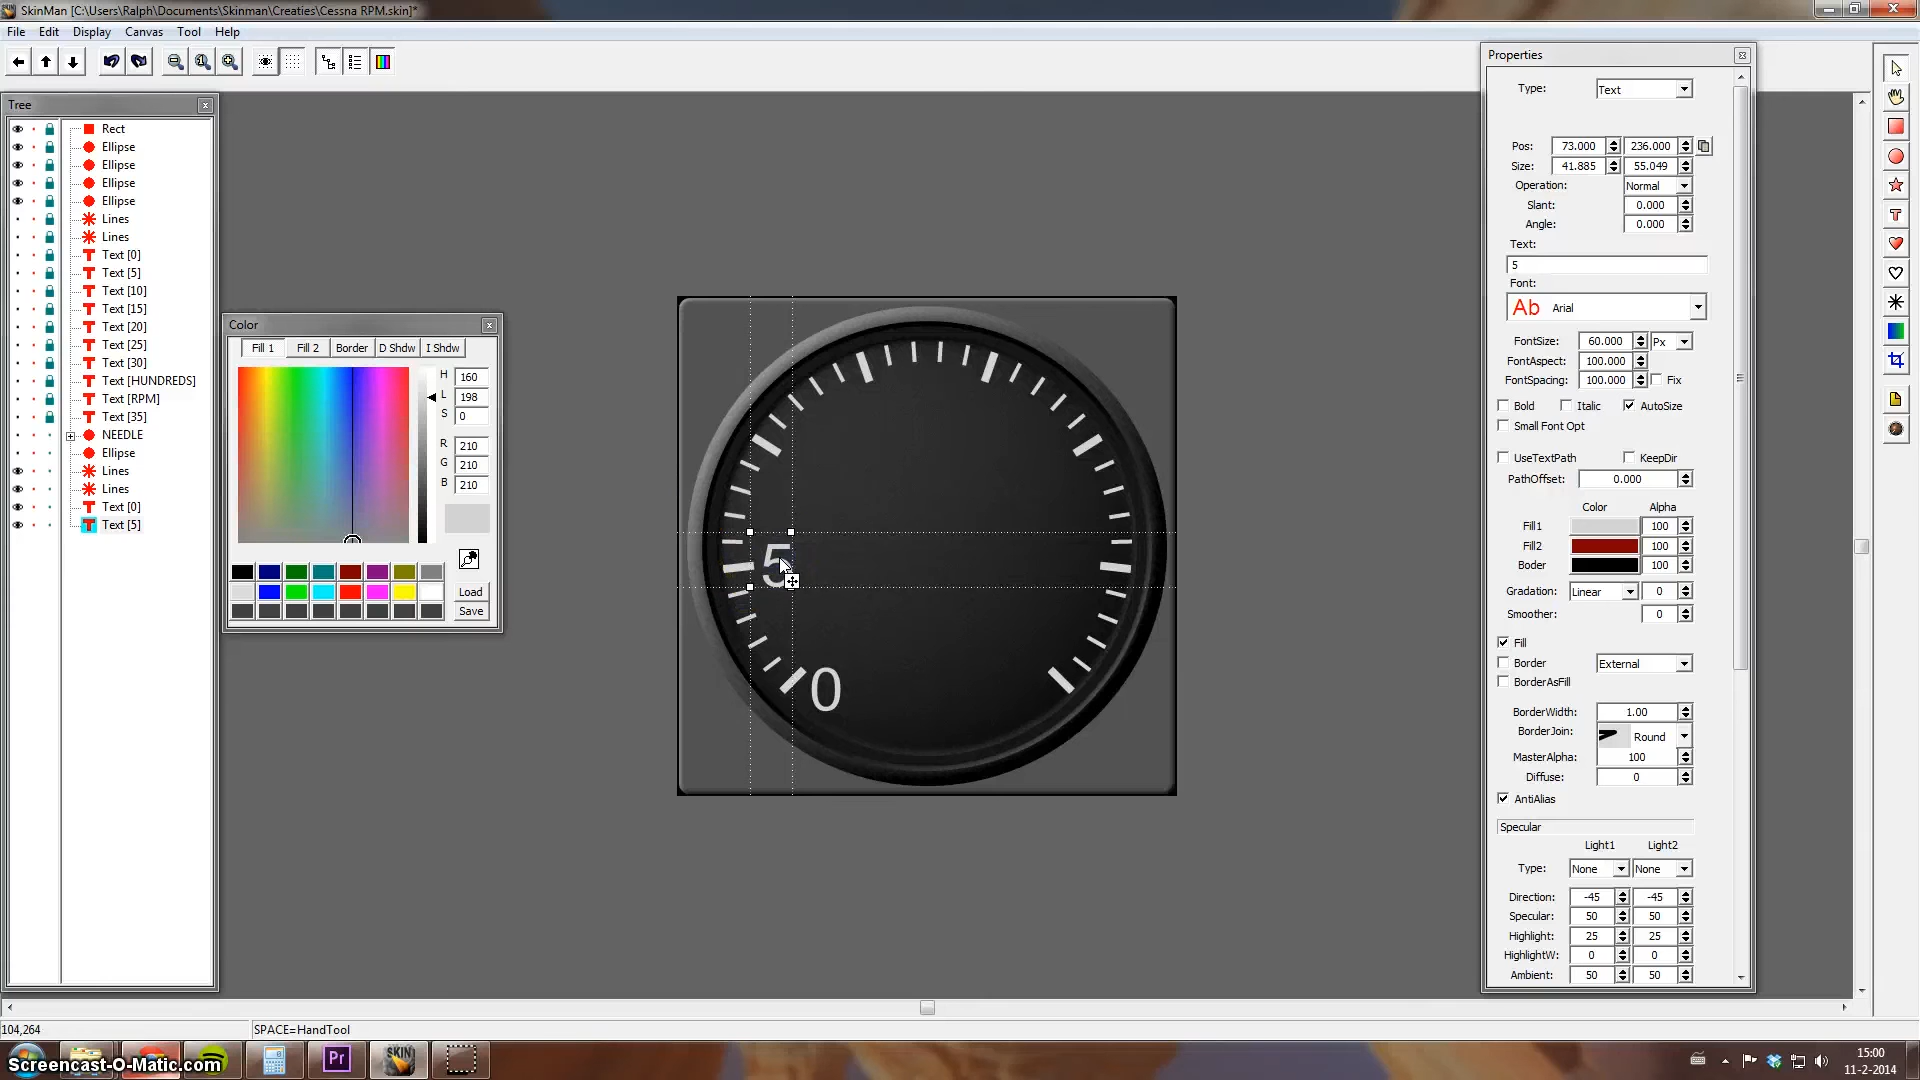 SkinMan [C:\Users\Ralph\Documents\Skinman\Creaties\Cessna RPM.skin]*
File Edit Display Canvas Tool Help
Tree
Rect
Ellipse
Ellipse
Ellipse
Ellipse
Lines
Lines
Text [0]
Text [5]
Text [10]
Text [15]
Text [20]
Text [25]
Text [30]
Text [HUNDREDS]
Text [RPM]
Text [35]
NEEDLE
Ellipse
Lines
Lines
Text [0]
Text [5]
Color
Fill 1 Fill 2 Border D Shdw I Shdw
H 160
L 198
S 0
R 210
G 210
B 210
Load
Save
5
0
Properties
Type: Text
Pos: 73.000 236.000
Size: 41.885 55.049
Operation: Normal
Slant: 0.000
Angle: 0.000
Text:
5
Font:
Ab Arial
FontSize: 60.000 Px
FontAspect: 100.000
FontSpacing: 100.000 Fix
Bold Italic AutoSize
Small Font Opt
UseTextPath KeepDir
PathOffset: 0.000
Color Alpha
Fill1 100
Fill2 100
Boder 100
Gradation: Linear 0
Smoother: 0
Fill
Border External
BorderAsFill
BorderWidth: 1.00
BorderJoin: Round
MasterAlpha: 100
Diffuse: 0
AntiAlias
Specular
Light1 Light2
Type: None None
Direction: -45 -45
Specular: 50 50
Highlight: 25 25
HighlightW: 0 0
Ambient: 50 50
104,264 SPACE=HandTool
Screencast-O-Matic.com
Pr
SKIN
15:00
11-2-2014